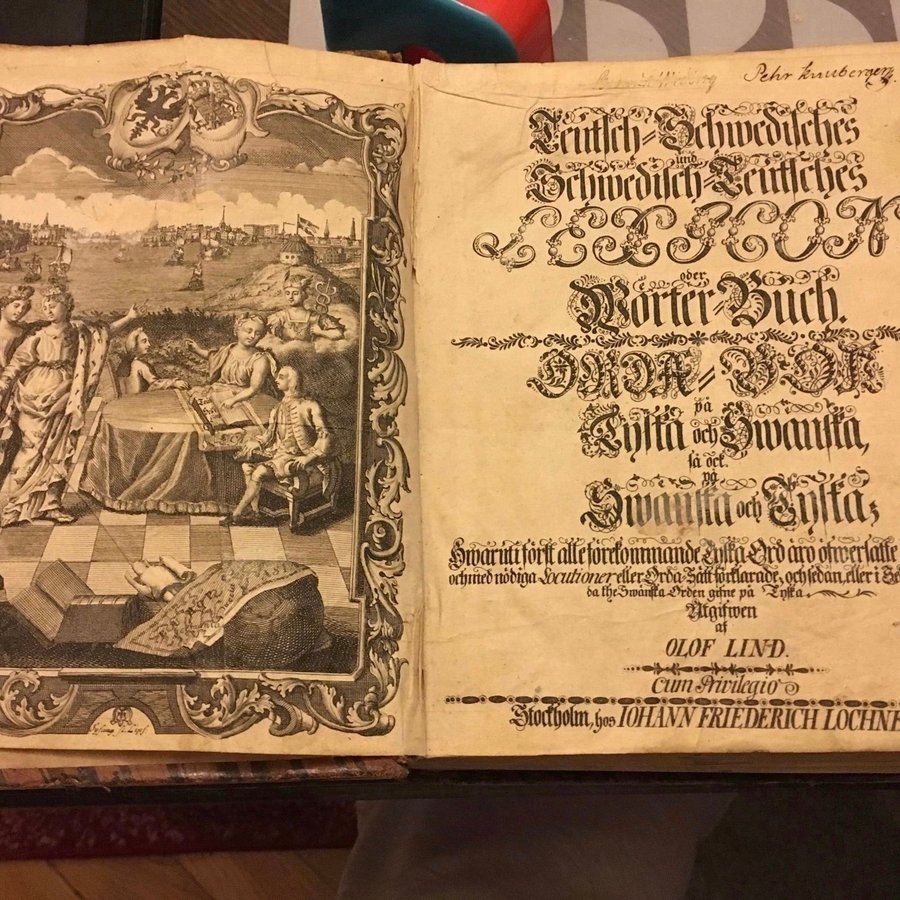 Pehr
Teutsch-Schwedisches
und
Schwedisch-Teutsches
LEXICON
oder
Wörter-Buch.
ORDA-BOK
på
Tyska och Swänska,
så ock
på
Swänska och Tyska;
Hwaruti först alle förekommande Tyska Ord äro öfwersatte
och med nödiga Locutioner eller Orda-Sätt förklarade, och sedan, eller i
da the Swänska Orden gifne på Tyska.
Utgifwen
af
OLOF LIND.
Cum Privilegio
Stockholm, hos IOHANN FRIEDERICH LOCHNE